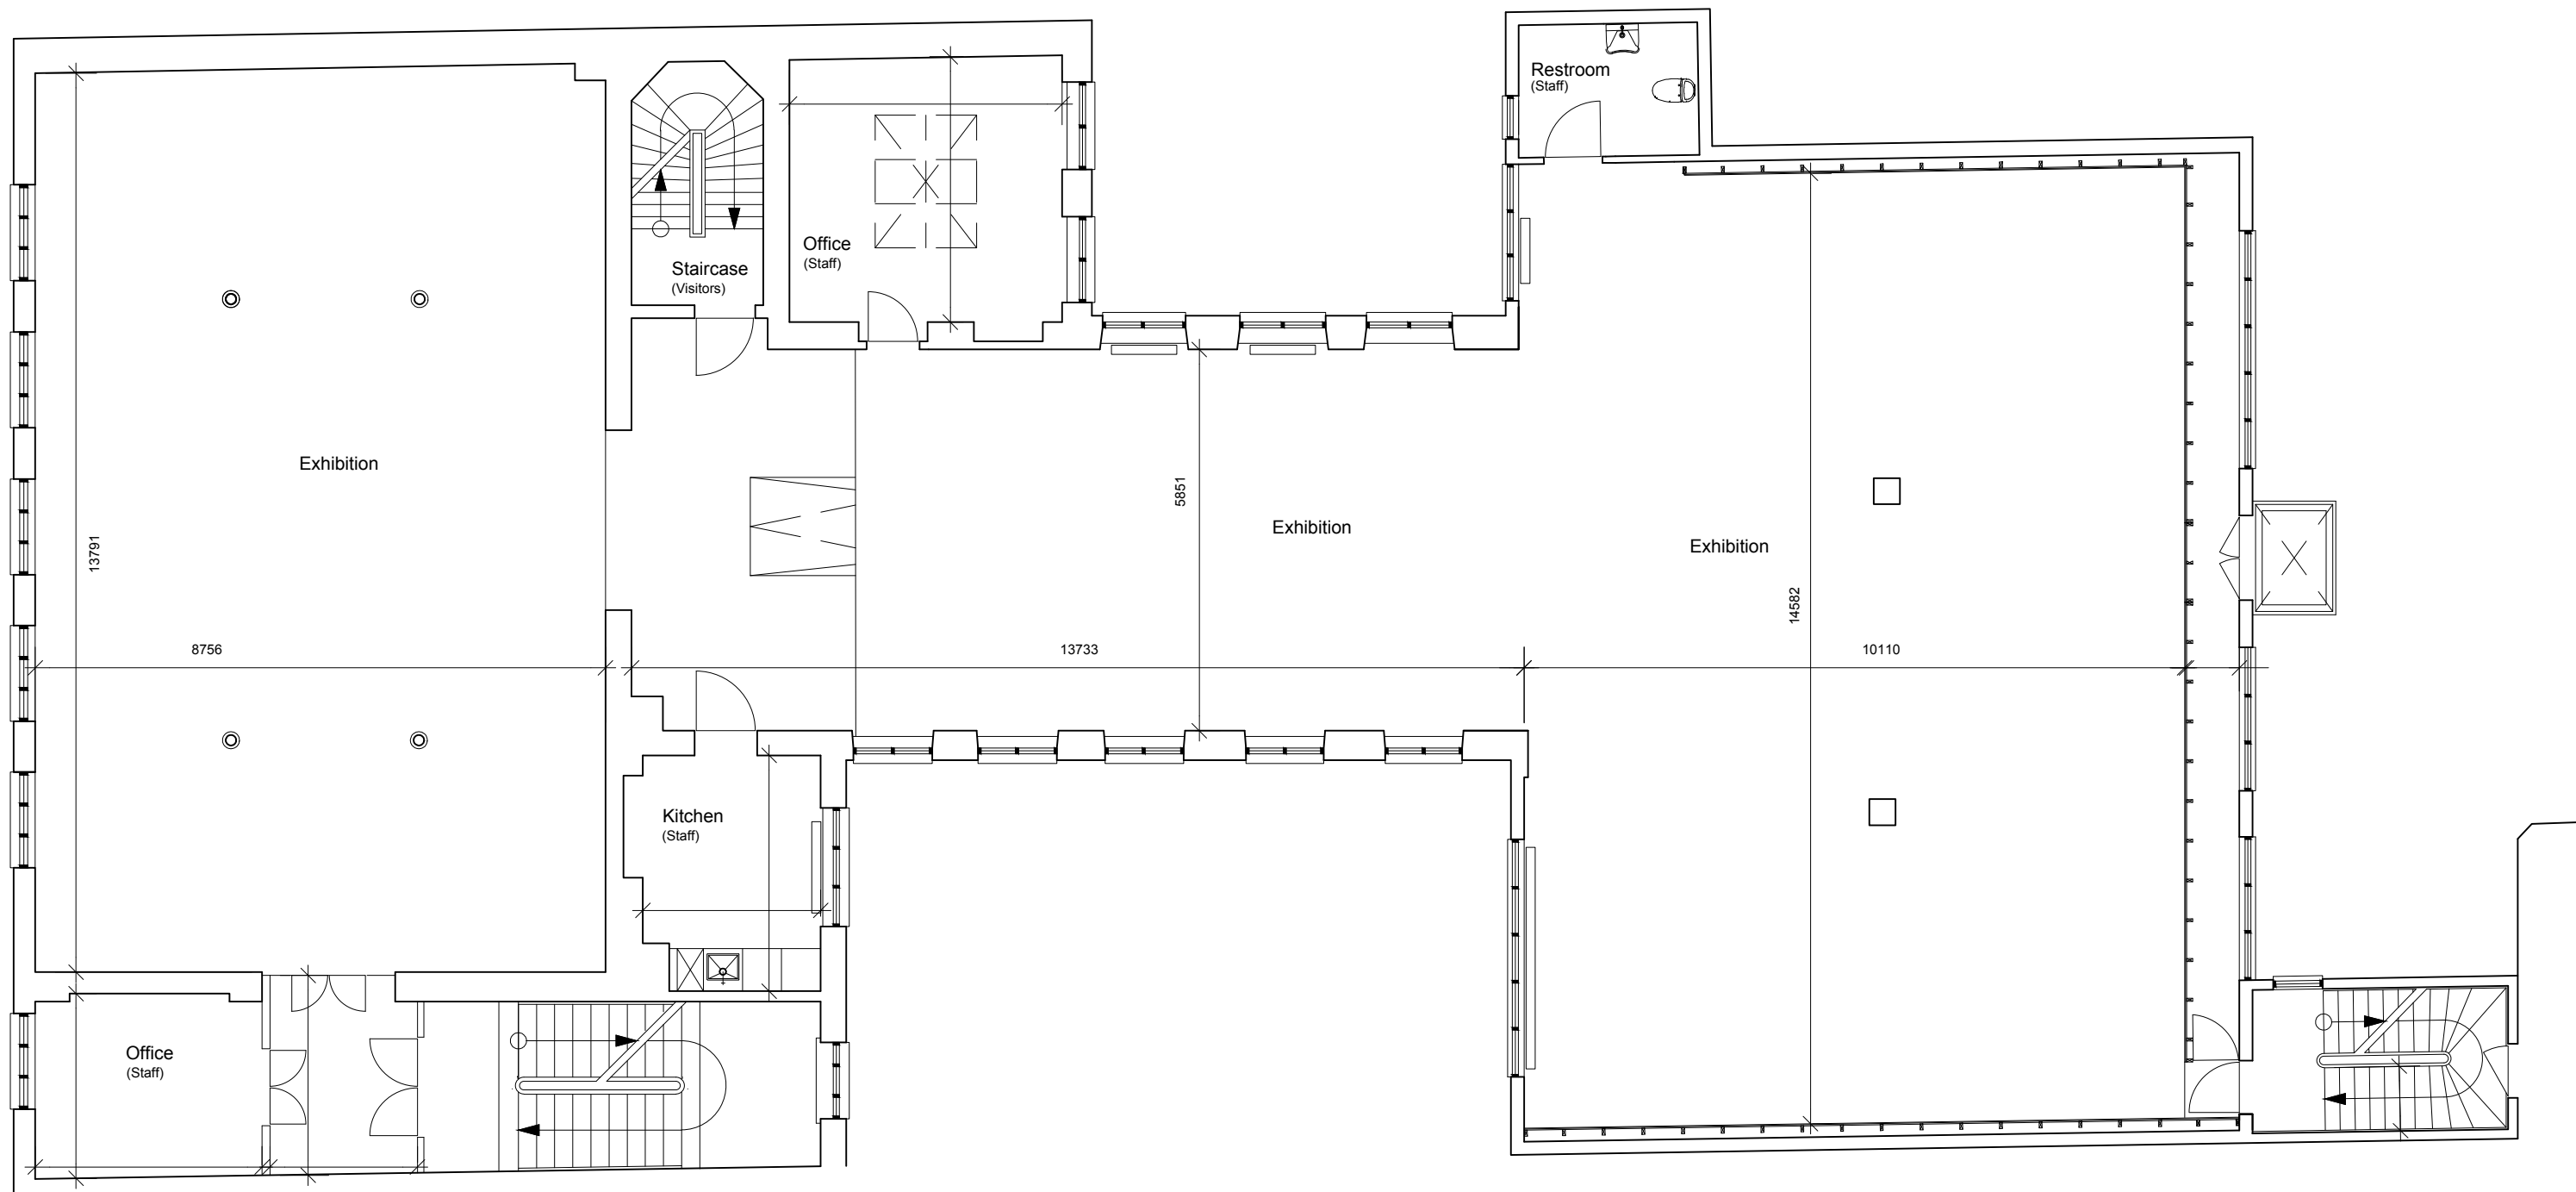 Restroom
(Staff)
Office
(Staff)
Staircase
(Visitors)
Exhibition
13791
5851
Exhibition
Exhibition
14582
8756
13733
10110
Kitchen
(Staff)
Office
(Staff)